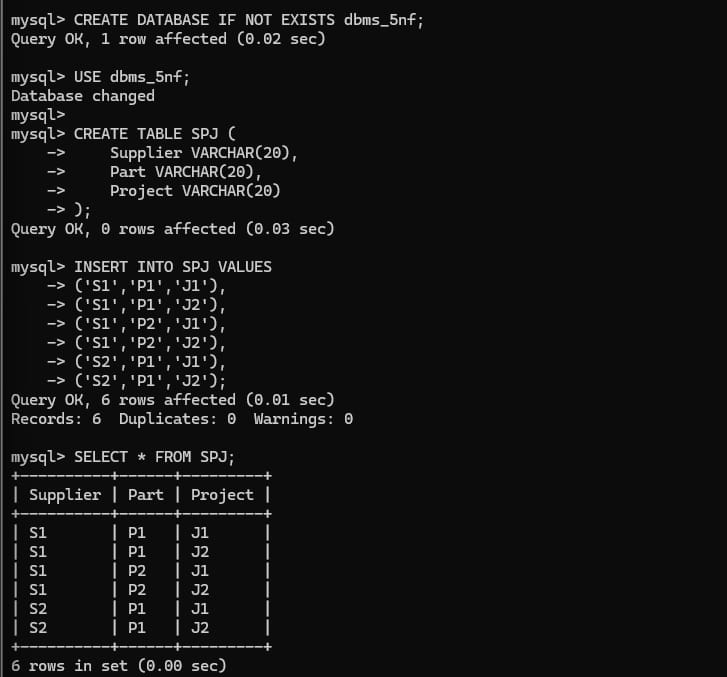 mysql> CREATE DATABASE IF NOT EXISTS dbms_5nf;
Query OK, 1 row affected (0.02 sec)

mysql> USE dbms_5nf;
Database changed
mysql>
mysql> CREATE TABLE SPJ (
    ->     Supplier VARCHAR(20),
    ->     Part VARCHAR(20),
    ->     Project VARCHAR(20)
    -> );
Query OK, 0 rows affected (0.03 sec)

mysql> INSERT INTO SPJ VALUES
    -> ('S1','P1','J1'),
    -> ('S1','P1','J2'),
    -> ('S1','P2','J1'),
    -> ('S1','P2','J2'),
    -> ('S2','P1','J1'),
    -> ('S2','P1','J2');
Query OK, 6 rows affected (0.01 sec)
Records: 6  Duplicates: 0  Warnings: 0

mysql> SELECT * FROM SPJ;
+----------+------+---------+
| Supplier | Part | Project |
+----------+------+---------+
| S1       | P1   | J1      |
| S1       | P1   | J2      |
| S1       | P2   | J1      |
| S1       | P2   | J2      |
| S2       | P1   | J1      |
| S2       | P1   | J2      |
+----------+------+---------+
6 rows in set (0.00 sec)